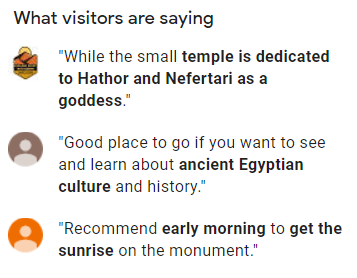 What visitors are saying
"While the small temple is dedicated
to Hathor and Nefertari as a
goddess."
"Good place to go if you want to see
and learn about ancient Egyptian
culture and history."
"Recommend early morning to get the
sunrise on the monument."